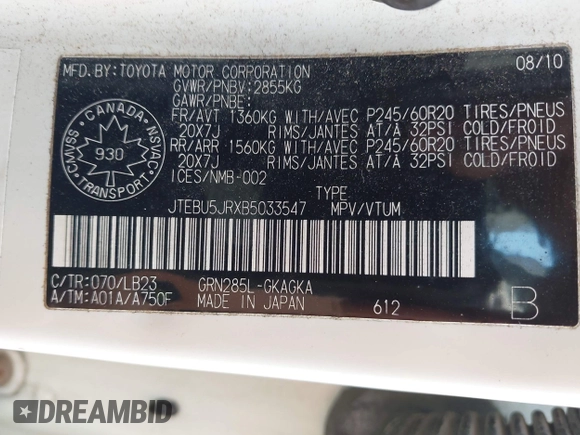 MFD.BY:TOYOTA MOTOR CORPORATION 08/10
GVWR/PNBV:2855KG
GAWR/PNBE:
FR/AVT 1360KG WITH/AVEC P245/60R20 TIRES/PNEUS
20X7J RIMS/JANTES AT/A 32PSI COLD/FROID
RR/ARR 1560KG WITH/AVEC P245/60R20 TIRES/PNEUS
20X7J RIMS/JANTES AT/À 32PSI COLD/FROID
ICES/NMB-002
CANADA
CMVSS NSVAC
930
TRANSPORT
TYPE
JTEBU5JRXB5033547 MPV/VTUM
C/TR:070/LB23 GRN285L-GKAGKA
A/TM:A01A/A750F MADE IN JAPAN 612 B
DREAMBID